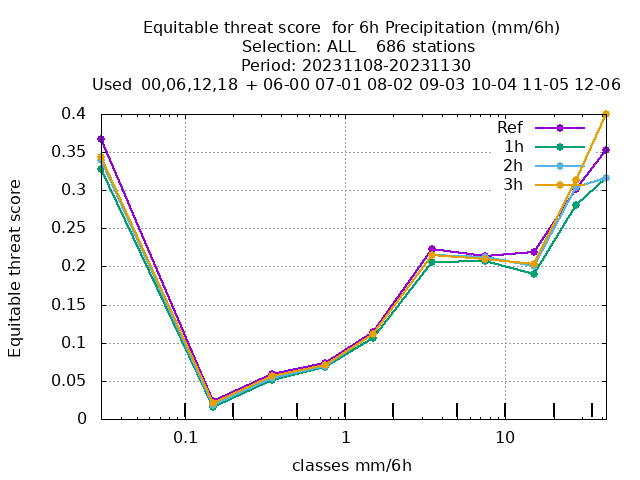 Equitable threat score  for 6h Precipitation (mm/6h)
Selection: ALL    686 stations
Period: 20231108-20231130
Used  00,06,12,18  + 06-00 07-01 08-02 09-03 10-04 11-05 12-06
Equitable threat score
0.4
0.35
0.3
0.25
0.2
0.15
0.1
0.05
0
Ref
1h
2h
3h
0.1
1
10
classes mm/6h